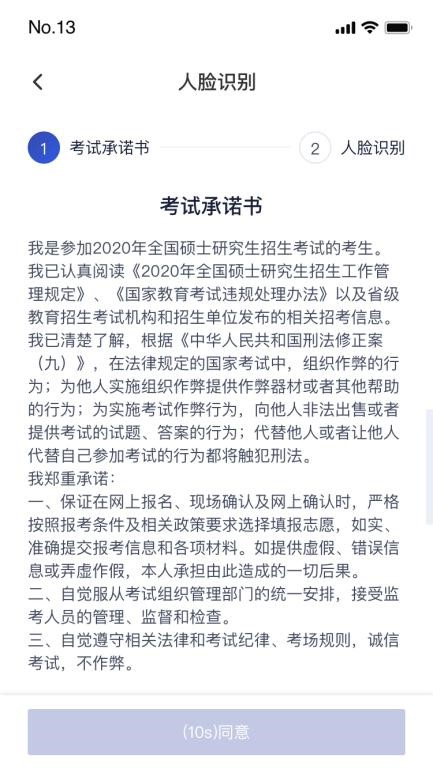 No.13
人脸识别
1 考试承诺书 2 人脸识别
考试承诺书
我是参加2020年全国硕士研究生招生考试的考生。
我已认真阅读《2020年全国硕士研究生招生工作管
理规定》、《国家教育考试违规处理办法》以及省级
教育招生考试机构和招生单位发布的相关招考信息。
我已清楚了解，根据《中华人民共和国刑法修正案
（九）》，在法律规定的国家考试中，组织作弊的行
为；为他人实施组织作弊提供作弊器材或者其他帮助
的行为；为实施考试作弊行为，向他人非法出售或者
提供考试的试题、答案的行为；代替他人或者让他人
代替自己参加考试的行为都将触犯刑法。
我郑重承诺：
一、保证在网上报名、现场确认及网上确认时，严格
按照报考条件及相关政策要求选择填报志愿，如实、
准确提交报考信息和各项材料。如提供虚假、错误信
息或弄虚作假，本人承担由此造成的一切后果。
二、自觉服从考试组织管理部门的统一安排，接受监
考人员的管理、监督和检查。
三、自觉遵守相关法律和考试纪律、考场规则，诚信
考试，不作弊。
(10s)同意